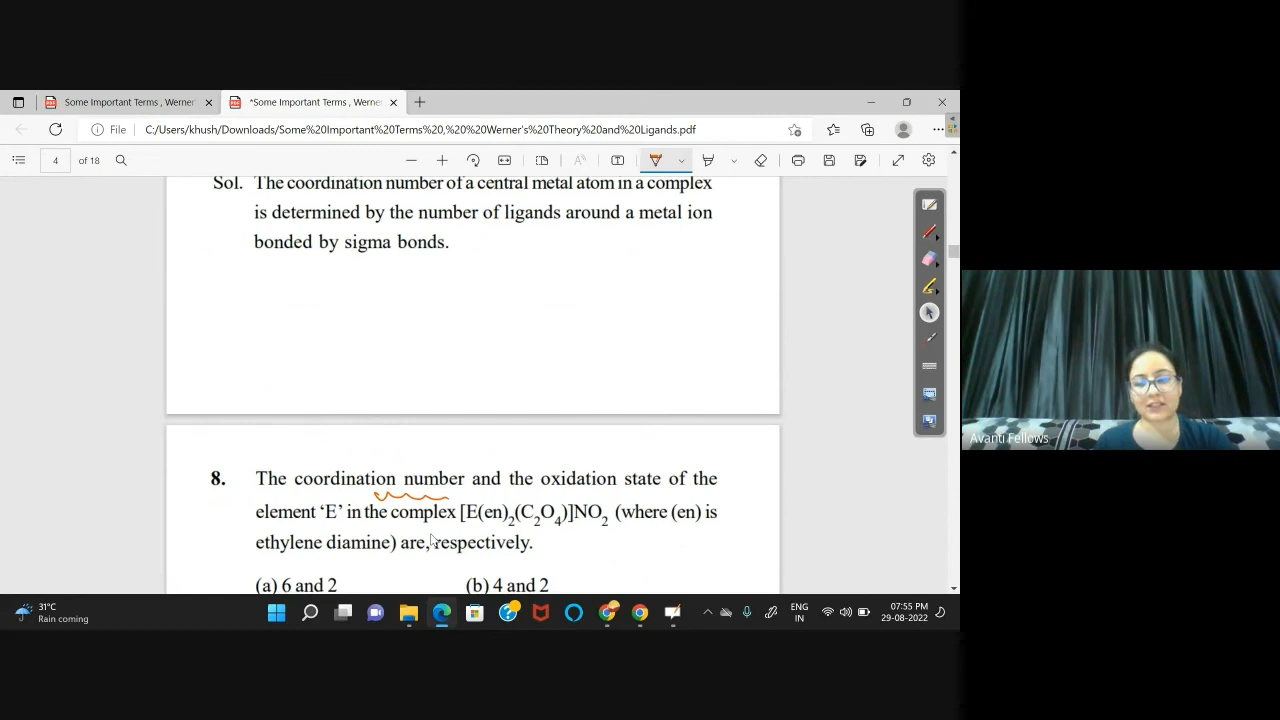 Some Important Terms , Werner
*Some Important Terms , Werne
File
C:/Users/khush/Downloads/Some%20Important%20Terms%20,%20%20Werner's%20Theory%20and%20Ligands.pdf
4
of 18
Sol. The coordination number of a central metal atom in a complex
is determined by the number of ligands around a metal ion
bonded by sigma bonds.
8. The coordination number and the oxidation state of the
element ‘E’ in the complex [E(en)2(C2O4)]NO2 (where (en) is
ethylene diamine) are, respectively.
(a) 6 and 2 (b) 4 and 2
Avanti Fellows
31°C
Rain coming
ENG
IN
07:55 PM
29-08-2022